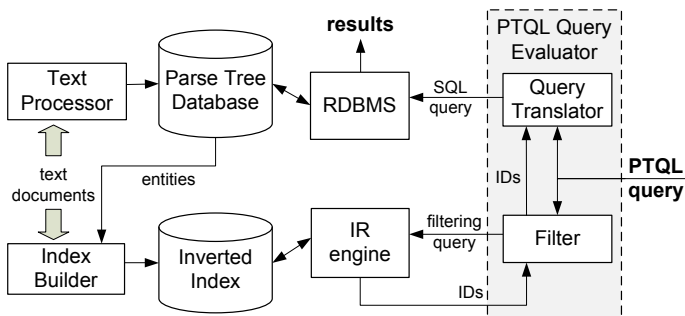 results
PTQL Query
Evaluator
Text
Processor
Parse Tree
Database
RDBMS
SQL
query
Query
Translator
text
documents
entities
IDs
PTQL
query
Index
Builder
Inverted
Index
IR
engine
filtering
query
Filter
IDs